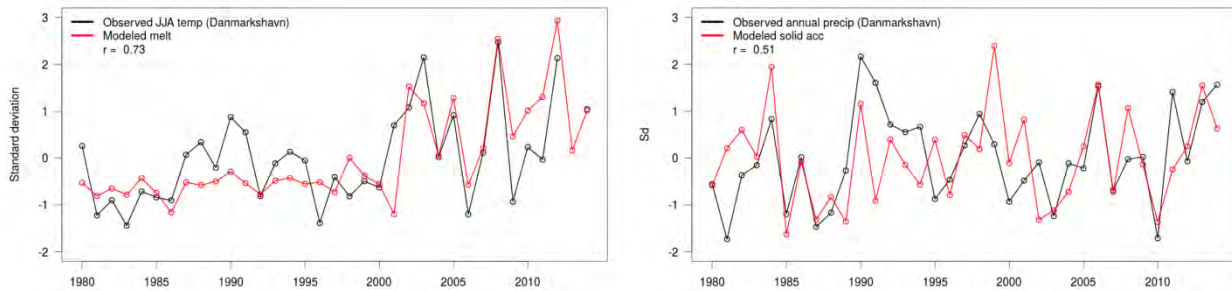 Observed JJA temp (Danmarkshavn)
Modeled melt
r = 0.73
Standard deviation
3
2
1
0
-1
-2
1980 1985 1990 1995 2000 2005 2010
Observed annual precip (Danmarkshavn)
Modeled solid acc
r = 0.51
Sd
3
2
1
0
-1
-2
1980 1985 1990 1995 2000 2005 2010